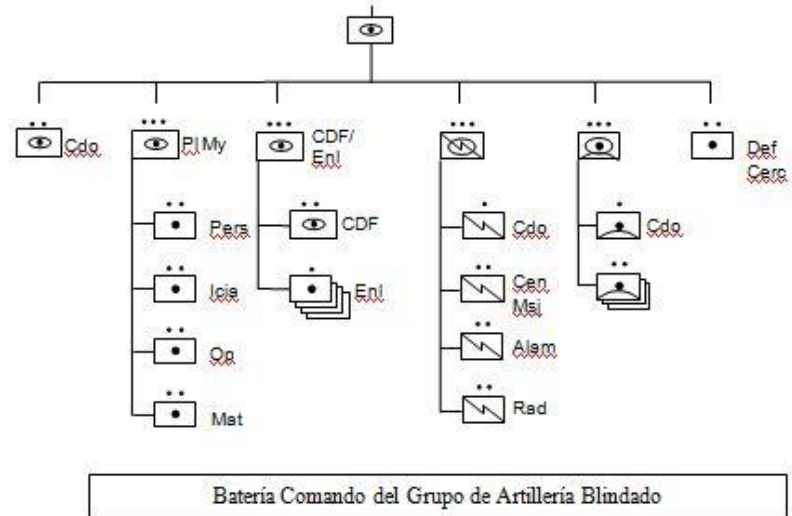 Cdo
Pl My
CDF/
Enl
Def
Cerc
Pers
CDF
Cdo
Cdo
Icia
Enl
Cen
Msj
Op
Alam
Mat
Rad
Batería Comando del Grupo de Artillería Blindado